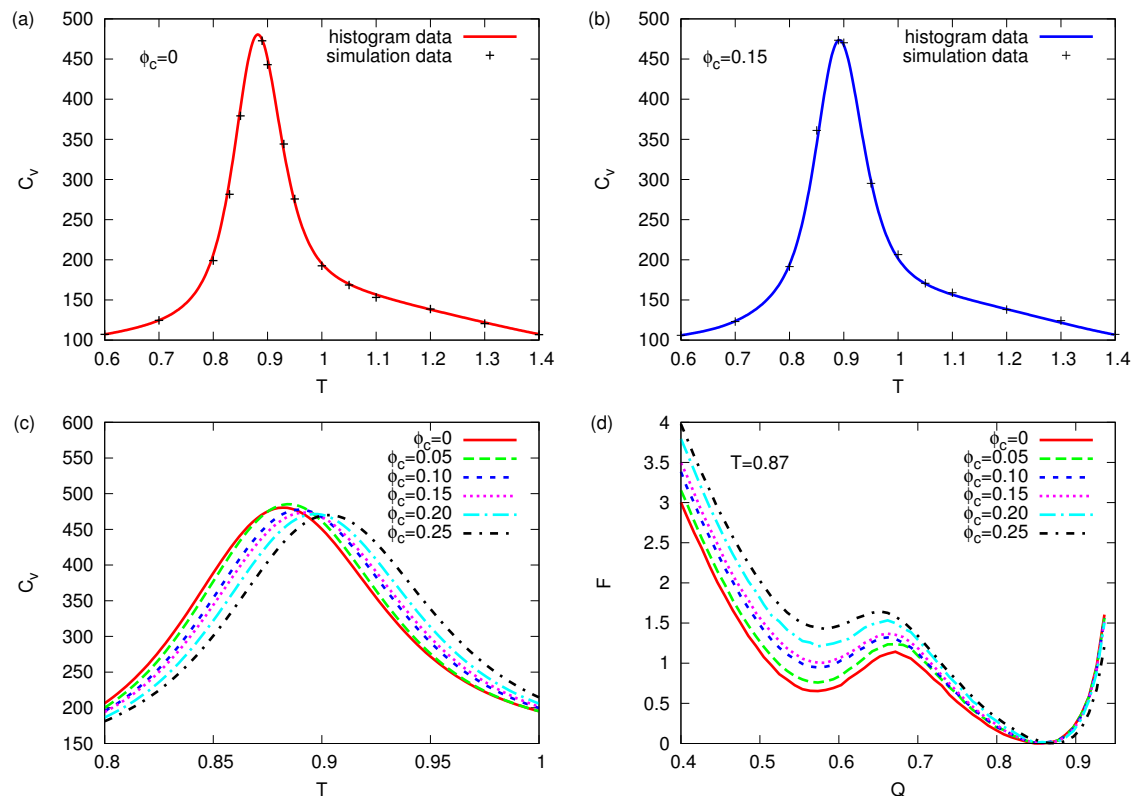 (a)
500
450
400
350
300
250
200
150
100
C_v
ϕ_c=0
histogram data
simulation data
0.6 0.7 0.8 0.9 1 1.1 1.2 1.3 1.4
T
(b)
500
450
400
350
300
250
200
150
100
C_v
ϕ_c=0.15
histogram data
simulation data
0.6 0.7 0.8 0.9 1 1.1 1.2 1.3 1.4
T
(c)
600
550
500
450
400
350
300
250
200
150
C_v
ϕ_c=0
ϕ_c=0.05
ϕ_c=0.10
ϕ_c=0.15
ϕ_c=0.20
ϕ_c=0.25
0.8 0.85 0.9 0.95 1
T
(d)
4
3.5
3
2.5
2
1.5
1
0.5
0
F
T=0.87
ϕ_c=0
ϕ_c=0.05
ϕ_c=0.10
ϕ_c=0.15
ϕ_c=0.20
ϕ_c=0.25
0.4 0.5 0.6 0.7 0.8 0.9
Q